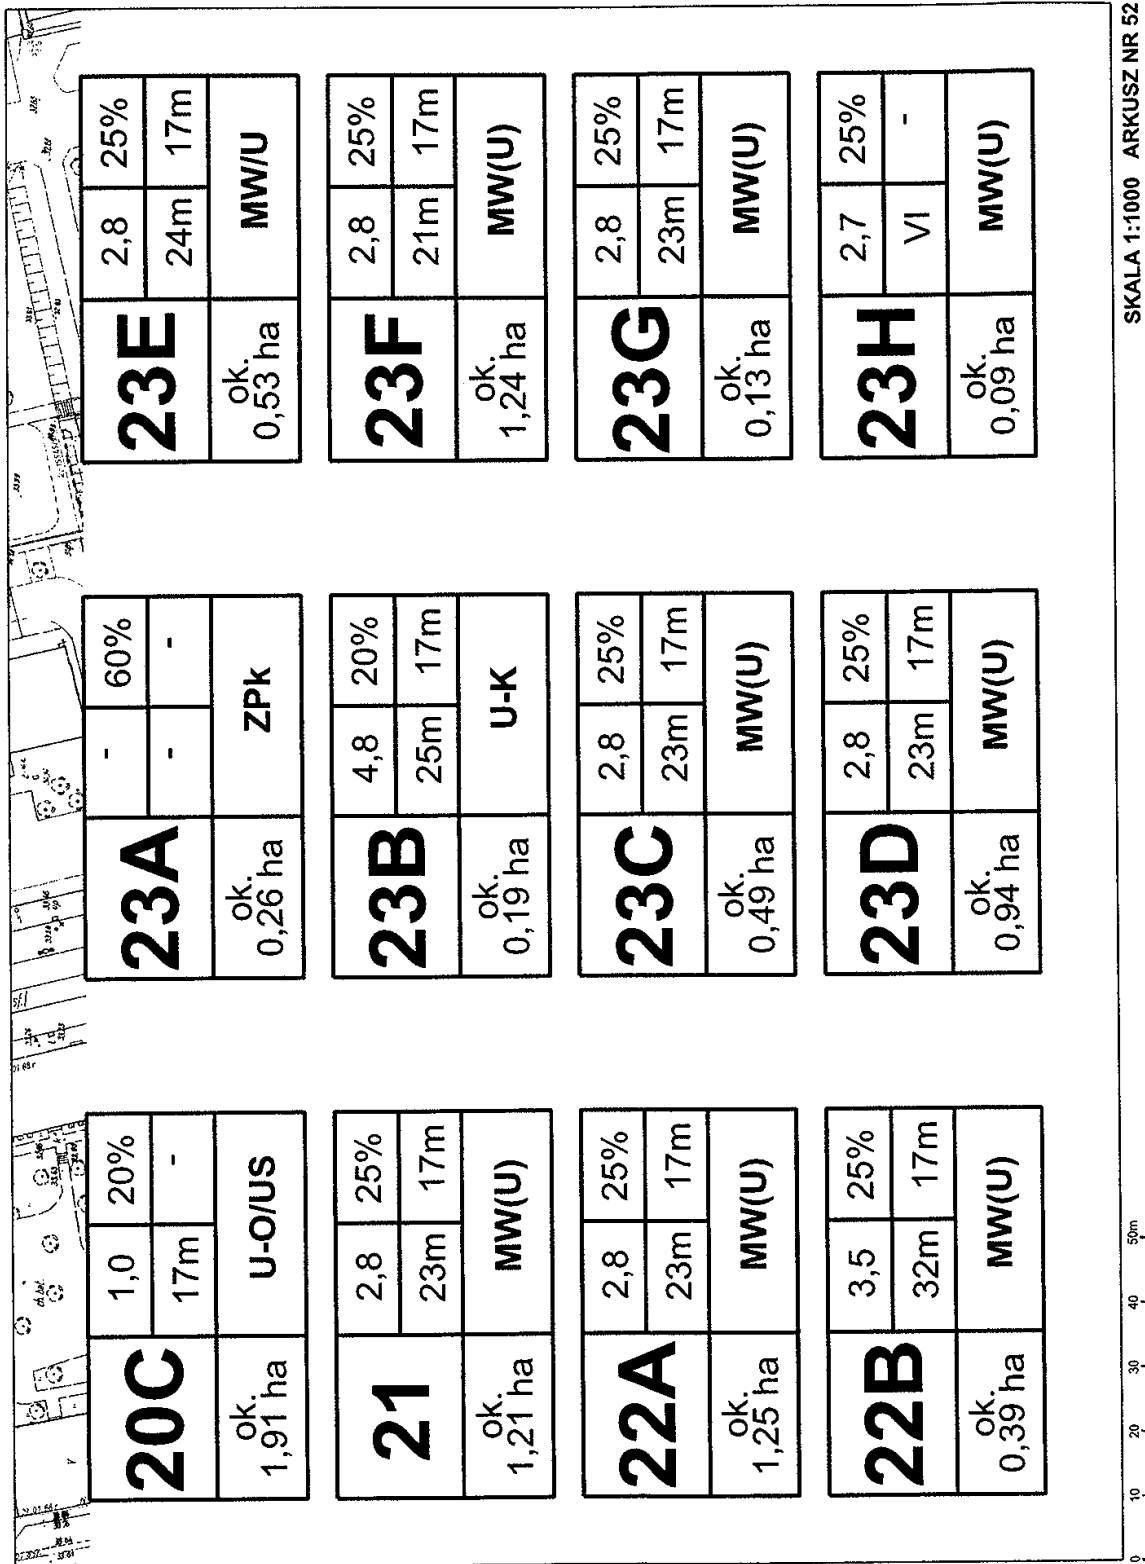 20C
1,0 20%
17m -
ok.
1,91 ha
U-O/US
21
2,8 25%
23m 17m
ok.
1,21 ha
MW(U)
22A
2,8 25%
23m 17m
ok.
1,25 ha
MW(U)
22B
3,5 25%
32m 17m
ok.
0,39 ha
MW(U)
23A
- 60%
- -
ok.
0,26 ha
ZPk
23B
4,8 20%
25m 17m
ok.
0,19 ha
U-K
23C
2,8 25%
23m 17m
ok.
0,49 ha
MW(U)
23D
2,8 25%
23m 17m
ok.
0,94 ha
MW(U)
23E
2,8 25%
24m 17m
ok.
0,53 ha
MW/U
23F
2,8 25%
21m 17m
ok.
1,24 ha
MW(U)
23G
2,8 25%
23m 17m
ok.
0,13 ha
MW(U)
23H
2,7 25%
VI -
ok.
0,09 ha
MW(U)
0 10 20 30 40 50m
SKALA 1:1000 ARKUSZ NR 52